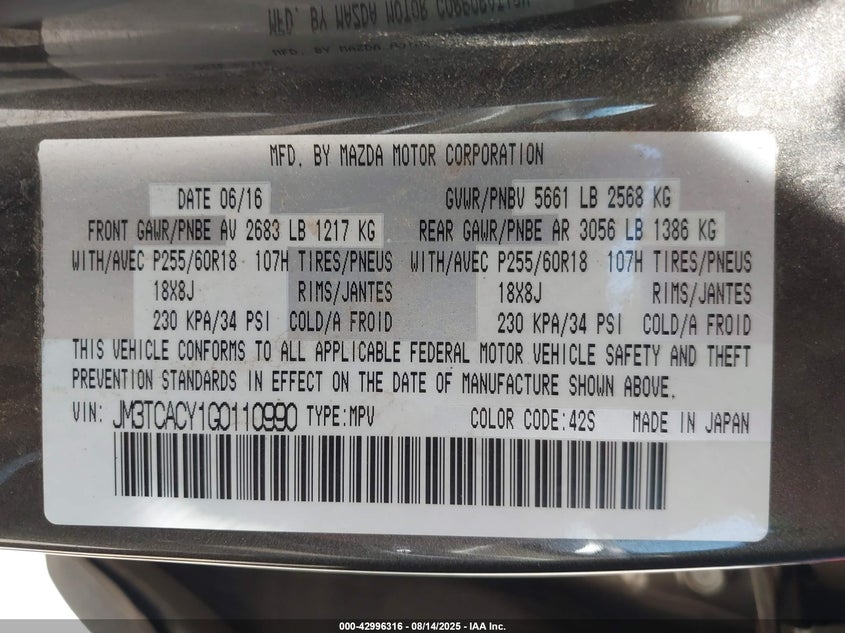 MFD. BY MAZDA MOTOR CORPORATION
DATE 06/16 GVWR/PNBV 5661 LB 2568 KG
FRONT GAWR/PNBE AV 2683 LB 1217 KG REAR GAWR/PNBE AR 3056 LB 1386 KG
WITH/AVEC P255/60R18 107H TIRES/PNEUS WITH/AVEC P255/60R18 107H TIRES/PNEUS
18X8J RIMS/JANTES 18X8J RIMS/JANTES
230 KPA/34 PSI COLD/A FROID 230 KPA/34 PSI COLD/A FROID
THIS VEHICLE CONFORMS TO ALL APPLICABLE FEDERAL MOTOR VEHICLE SAFETY AND THEFT
PREVENTION STANDARDS IN EFFECT ON THE DATE OF MANUFACTURE SHOWN ABOVE.
VIN: JM3TCACY1G0110990 TYPE:MPV COLOR CODE:42S MADE IN JAPAN
000-42996316 - 08/14/2025 - IAA Inc.